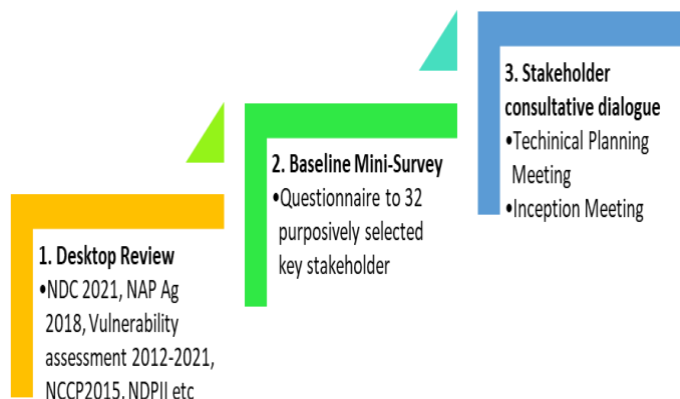 1. Desktop Review
•NDC 2021, NAP Ag
2018, Vulnerability
assessment 2012-2021,
NCCP2015, NDPII etc
2. Baseline Mini-Survey
•Questionnaire to 32
purposively selected
key stakeholder
3. Stakeholder
consultative dialogue
•Techinical Planning
Meeting
•Inception Meeting